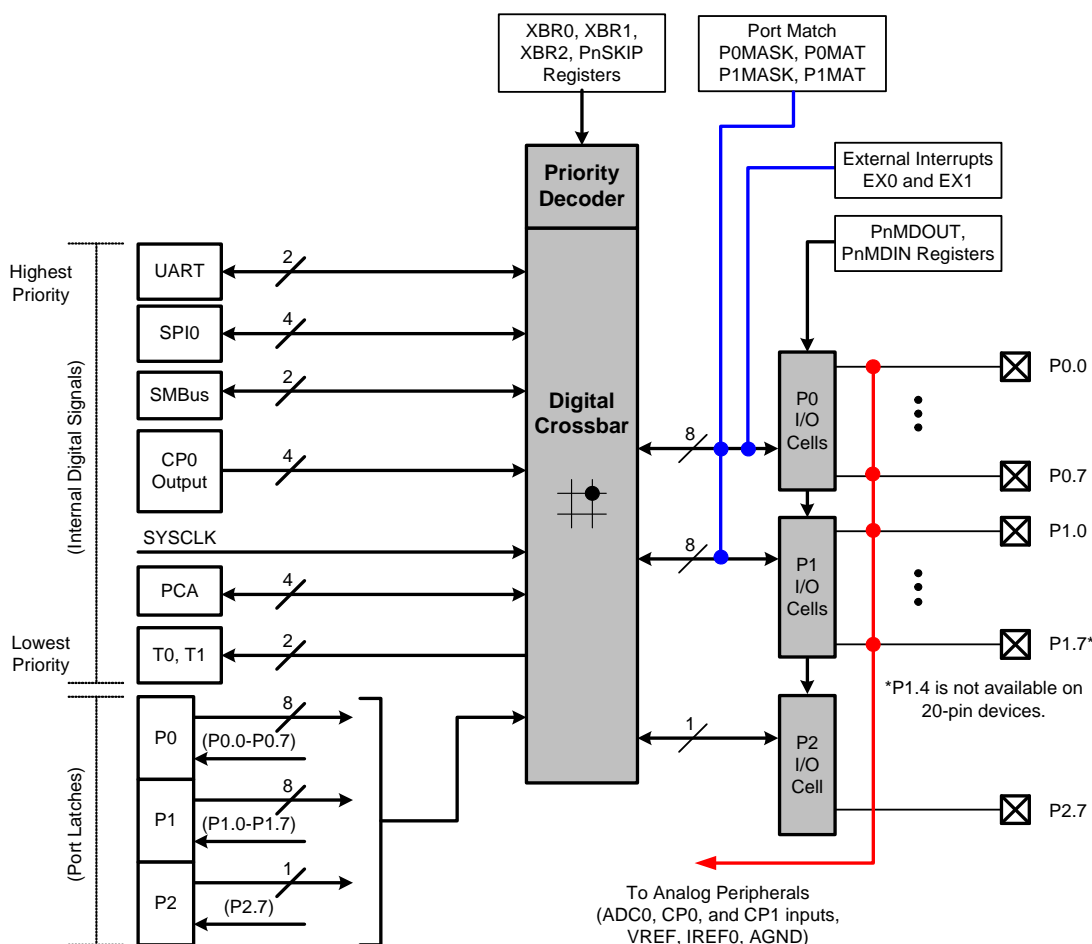 XBR0, XBR1,
XBR2, PnSKIP
Registers
Port Match
P0MASK, P0MAT
P1MASK, P1MAT
External Interrupts
EX0 and EX1
Priority
Decoder
PnMDOUT,
PnMDIN Registers
Highest
Priority
(Internal Digital Signals)
UART
2
SPI0
4
SMBus
2
CP0
Output
4
SYSCLK
PCA
4
Lowest
Priority
T0, T1
2
Digital
Crossbar
8
8
1
P0
I/O
Cells
P1
I/O
Cells
P2
I/O
Cell
P0.0
P0.7
P1.0
P1.7*
*P1.4 is not available on
20-pin devices.
P2.7
(Port Latches)
P0
8
(P0.0-P0.7)
P1
8
(P1.0-P1.7)
P2
1
(P2.7)
To Analog Peripherals
(ADC0, CP0, and CP1 inputs,
VREF, IREF0, AGND)